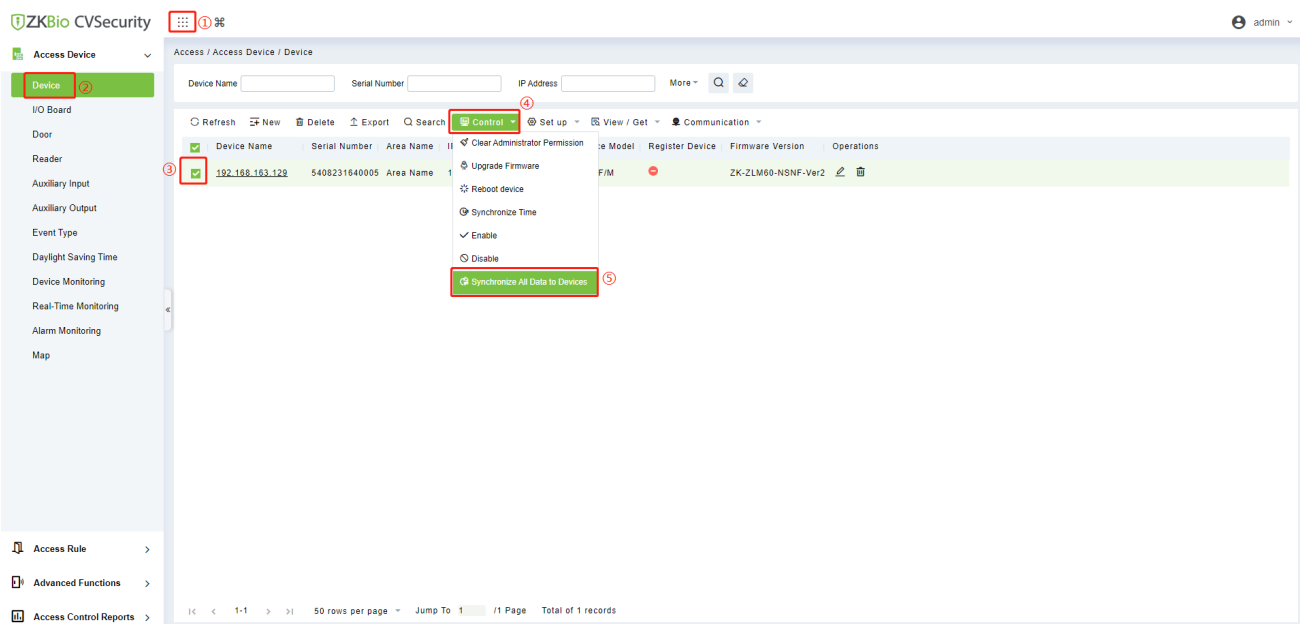 ZKBio CVSecurity ① ⌘ admin
Access Device
Access / Access Device / Device
Device ②
I/O Board
Door
Reader
Auxiliary Input
Auxiliary Output
Event Type
Daylight Saving Time
Device Monitoring
Real-Time Monitoring
Alarm Monitoring
Map
Access Rule
Advanced Functions
Access Control Reports
Device Name Serial Number IP Address More
④
Refresh New Delete Export Search Control Set up View / Get Communication
Device Name Serial Number Area Name ce Model Register Device Firmware Version Operations
③ 192.168.163.129 5408231640005 Area Name 1 F/M ZK-ZLM60-NSNF-Ver2
Clear Administrator Permission
Upgrade Firmware
Reboot device
Synchronize Time
Enable
Disable
Synchronize All Data to Devices ⑤
1-1 50 rows per page Jump To 1 /1 Page Total of 1 records